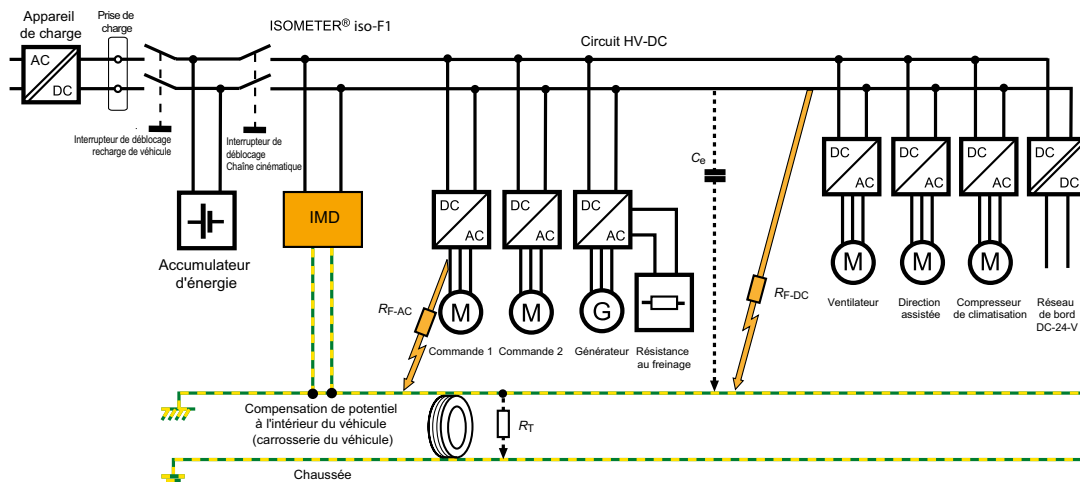 Appareil
de charge
Prise de
charge
ISOMETER® iso-F1
Circuit HV-DC
AC
DC
Interrupteur de déblocage
recharge de véhicule
Interrupteur de
déblocage
Chaîne cinématique
Ce
DC
AC
DC
AC
DC
AC
DC
DC
IMD
DC
AC
DC
AC
DC
AC
Accumulateur
d'énergie
RF-AC
RF-DC
M
M
G
M
M
M
Commande 1
Commande 2
Générateur
Résistance
au freinage
Ventilateur
Direction
assistée
Compresseur
de climatisation
Réseau
de bord
DC-24-V
Compensation de potentiel
à l'intérieur du véhicule
(carrosserie du véhicule)
RT
Chaussée